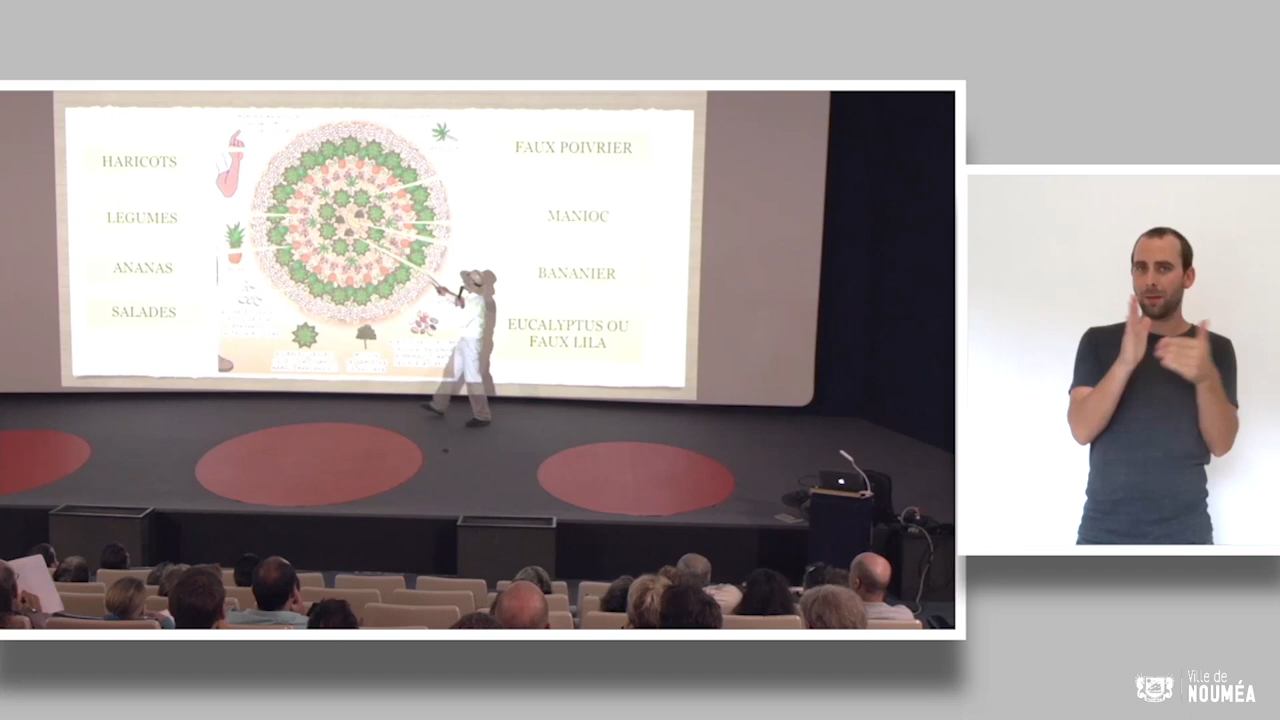 HARICOTS
LEGUMES
ANANAS
SALADES
FAUX POIVRIER
MANIOC
BANANIER
EUCALYPTUS OU
FAUX LILA
Ville de
NOUMÉA